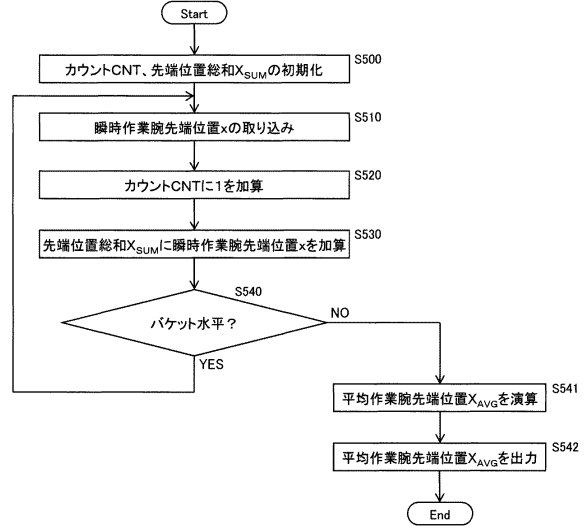 Start
S500
カウントCNT、先端位置総和XSUMの初期化
S510
瞬時作業腕先端位置xの取り込み
S520
カウントCNTに1を加算
S530
先端位置総和XSUMに瞬時作業腕先端位置xを加算
S540
バケット水平？
NO
YES
S541
平均作業腕先端位置XAVGを演算
S542
平均作業腕先端位置XAVGを出力
End